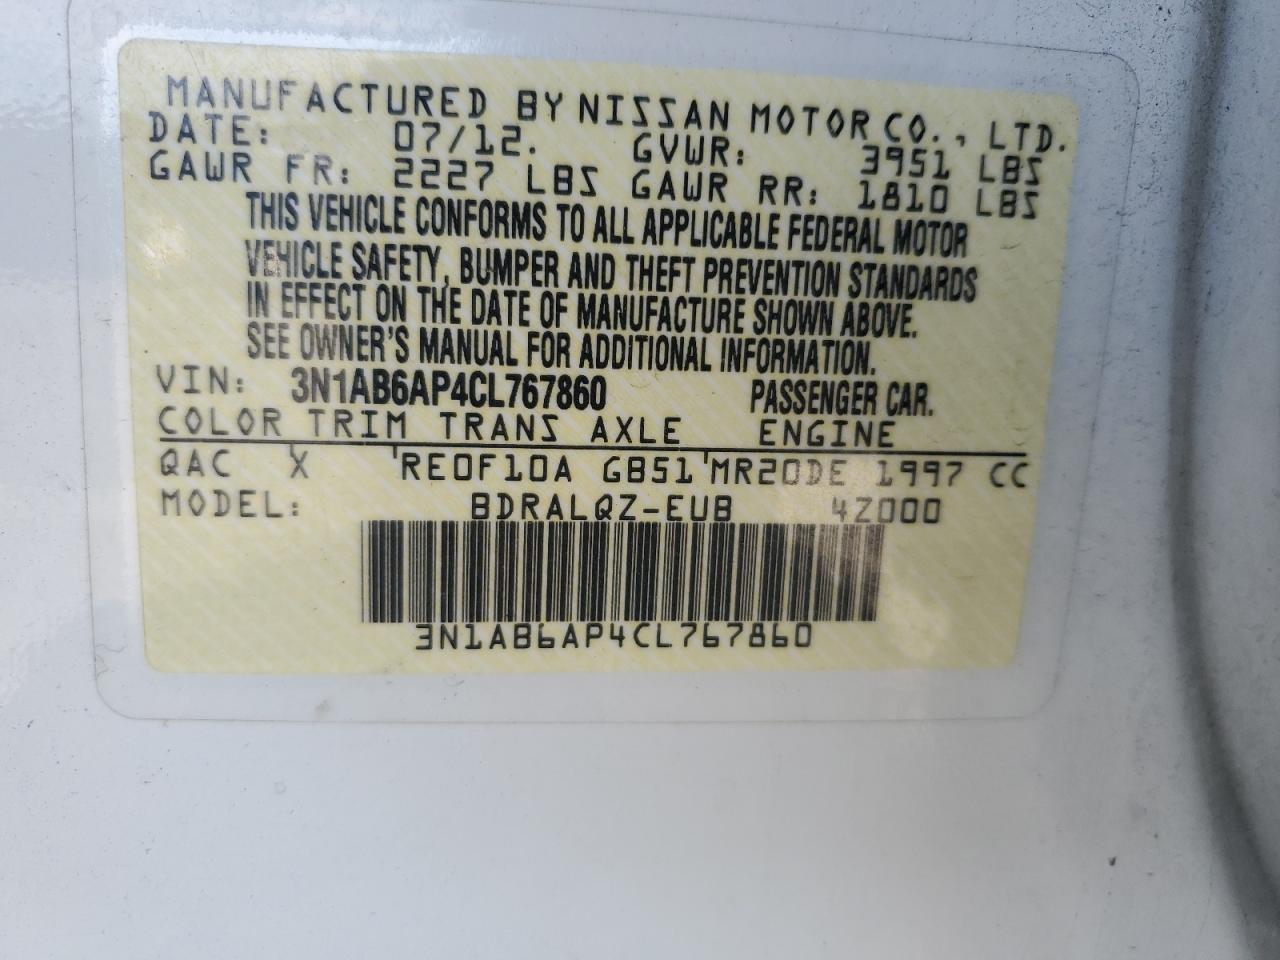 MANUFACTURED BY NISSAN MOTOR CO., LTD.
DATE: 07/12. GVWR: 3951 LBS
GAWR FR: 2227 LBS GAWR RR: 1810 LBS
THIS VEHICLE CONFORMS TO ALL APPLICABLE FEDERAL MOTOR
VEHICLE SAFETY, BUMPER AND THEFT PREVENTION STANDARDS
IN EFFECT ON THE DATE OF MANUFACTURE SHOWN ABOVE.
SEE OWNER'S MANUAL FOR ADDITIONAL INFORMATION.
VIN: 3N1AB6AP4CL767860 PASSENGER CAR.
COLOR TRIM TRANS AXLE ENGINE
QAC X RE0F10A GB51 MR20DE 1997 CC
MODEL: BDRALQZ-EUB 4Z000
3N1AB6AP4CL767860